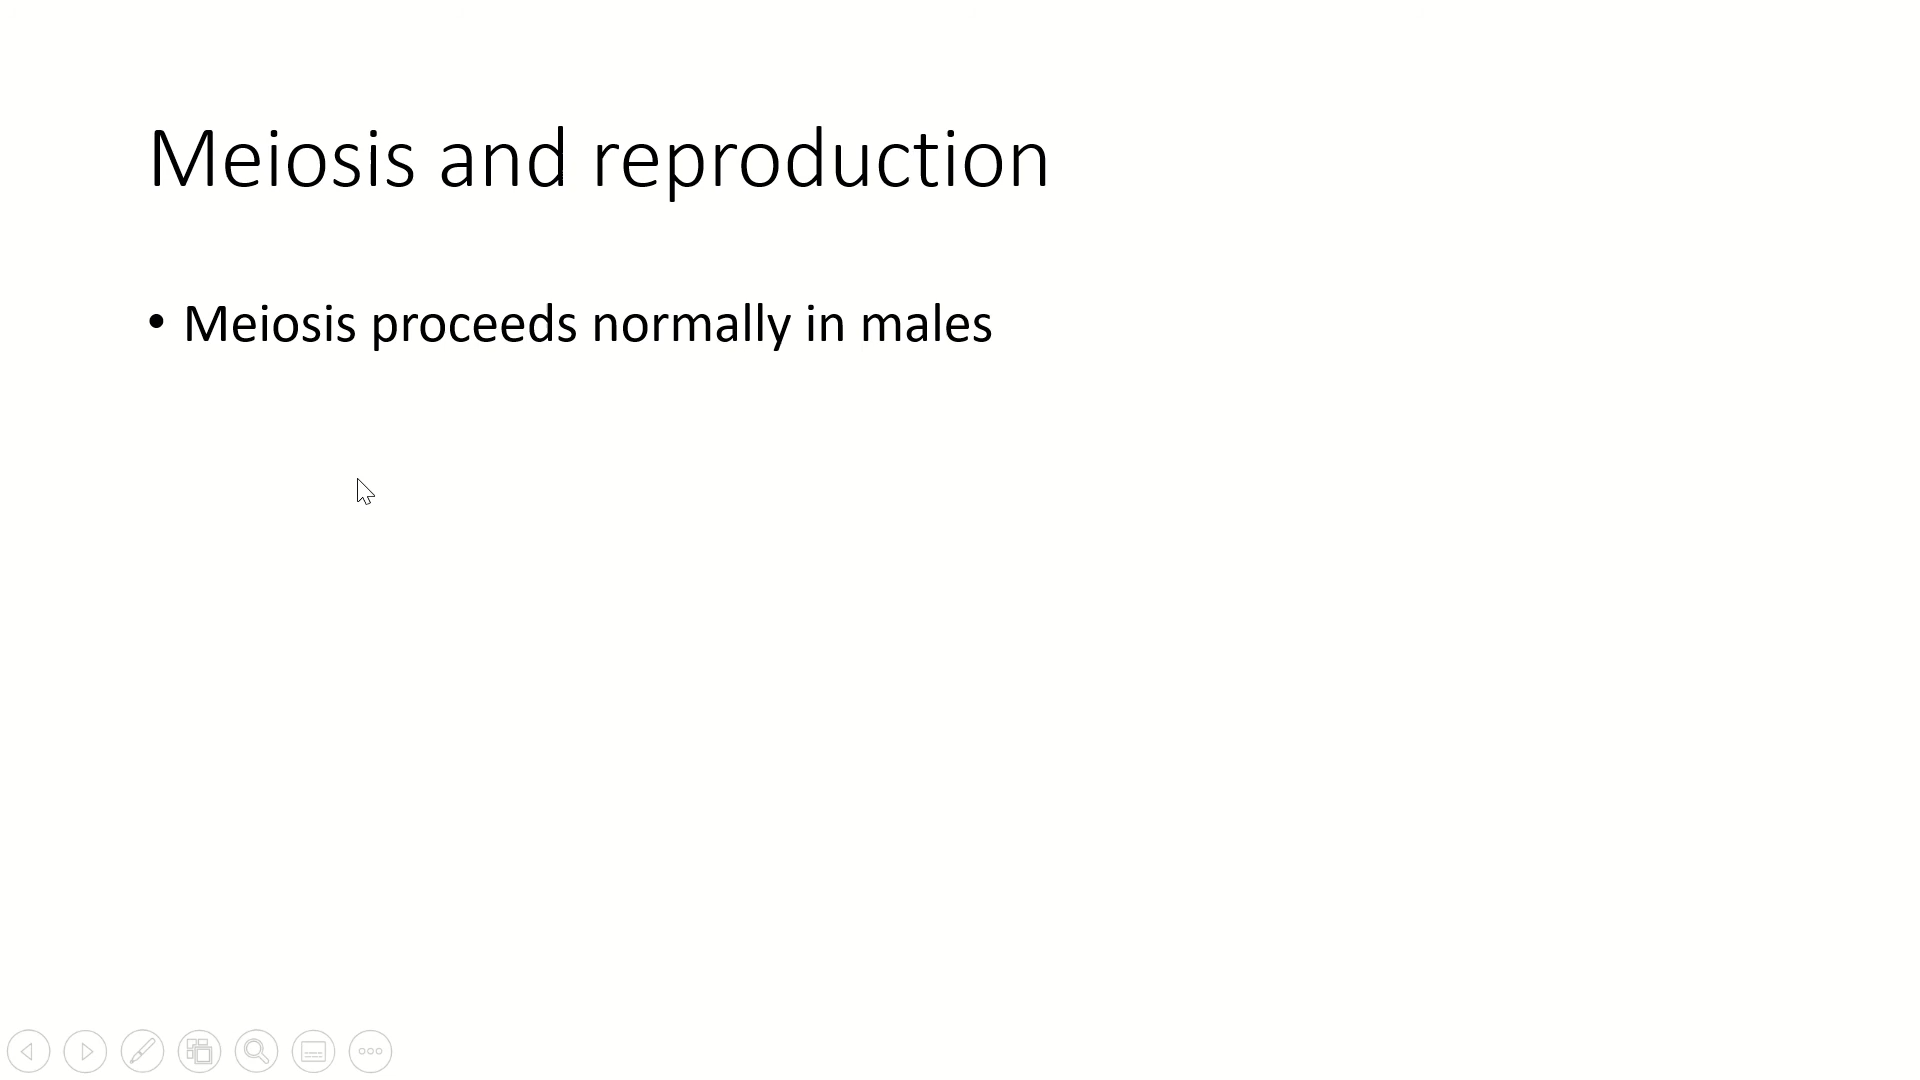 Meiosis and reproduction
• Meiosis proceeds normally in males